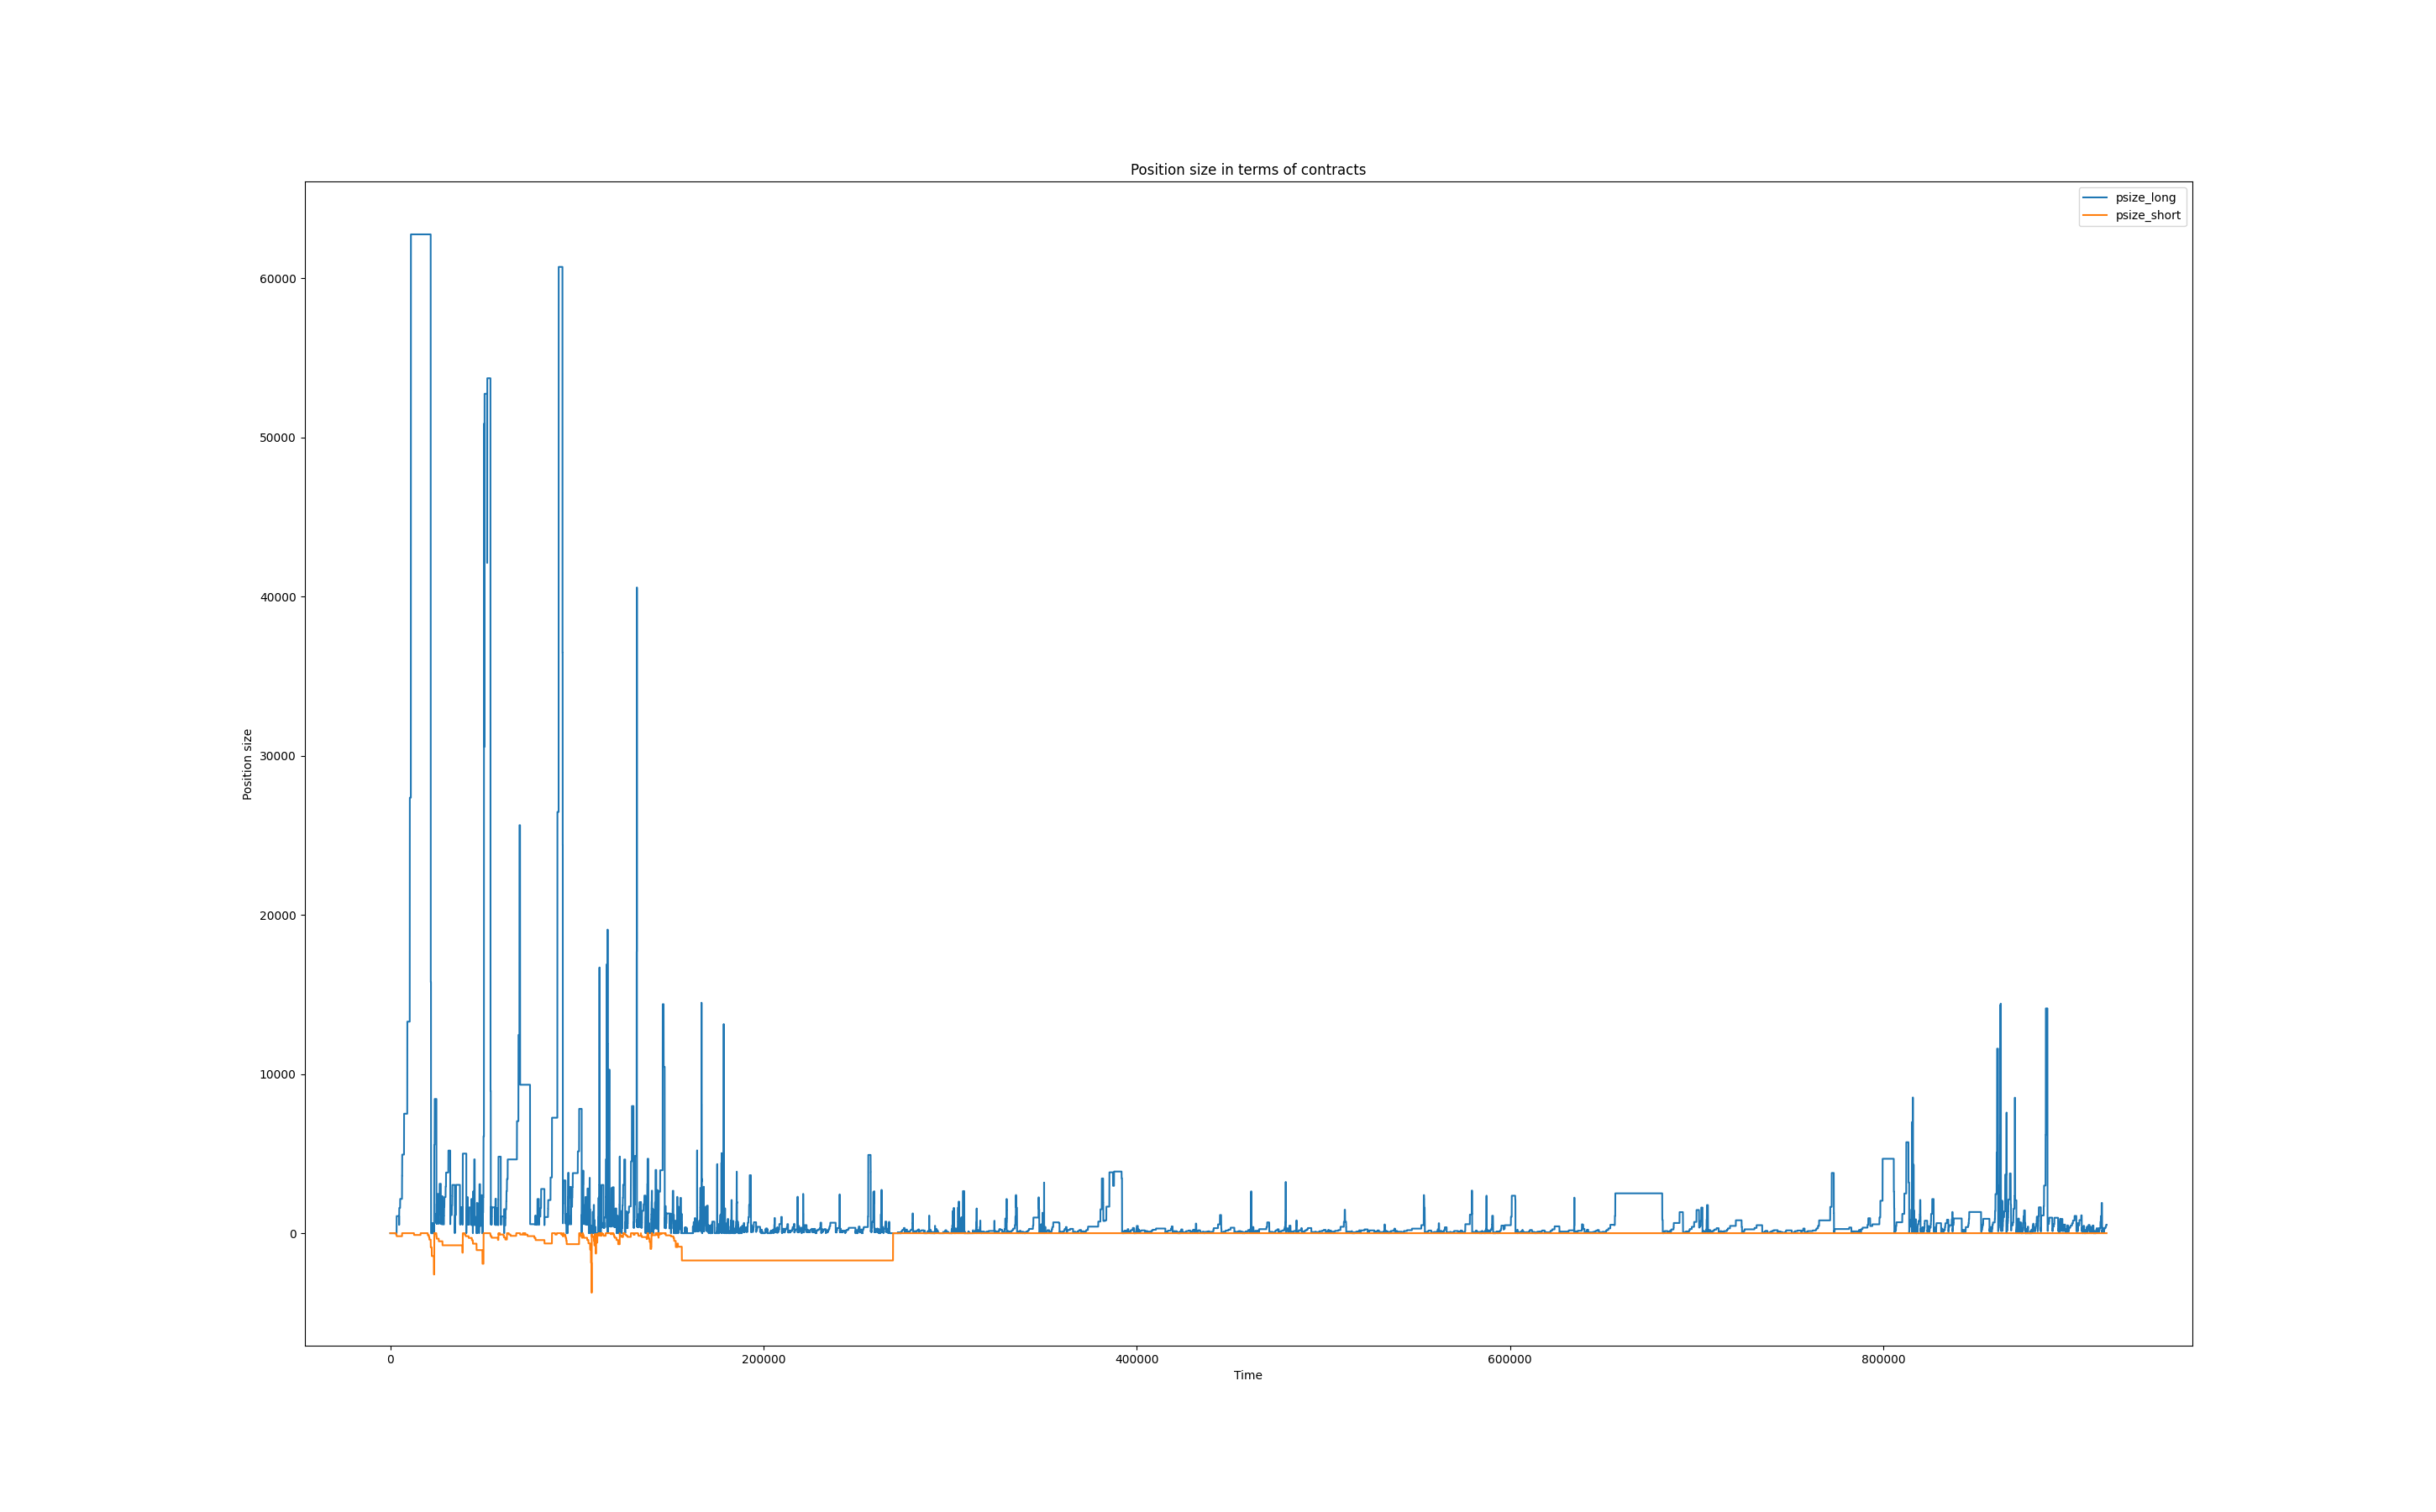 Position size in terms of contracts
psize_long
psize_short
60000
50000
40000
30000
20000
10000
0
Position size
0
200000
400000
600000
800000
Time